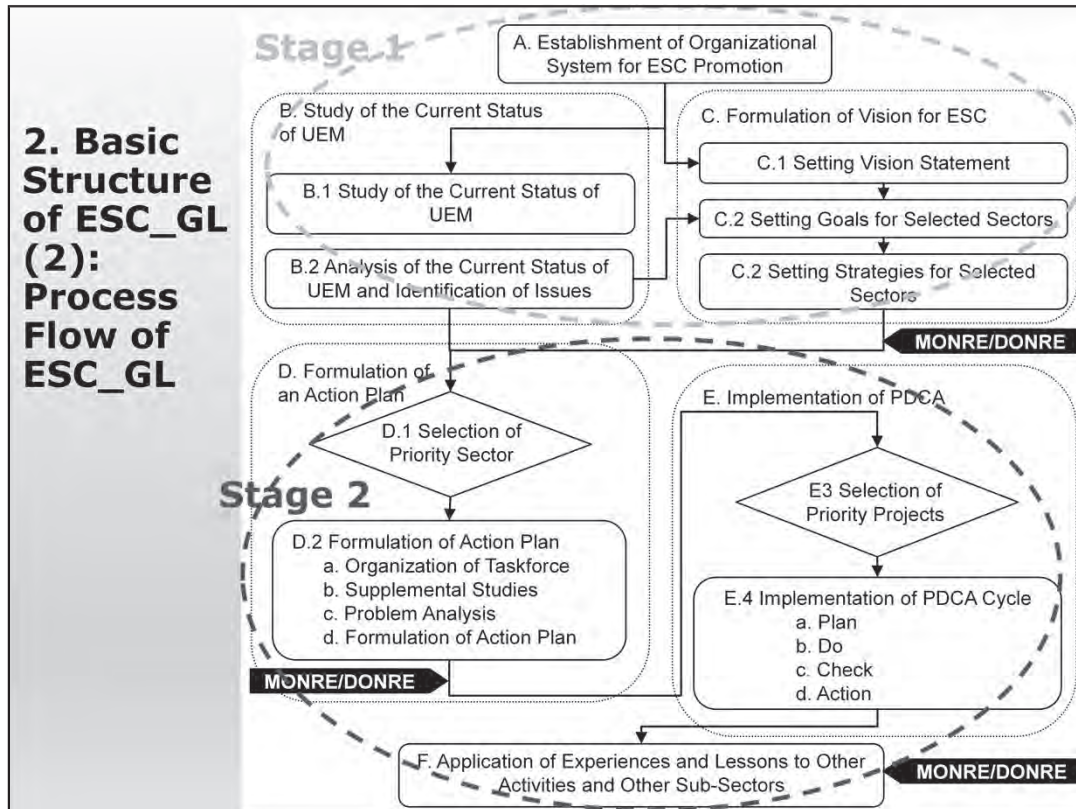 2. Basic
Structure
of ESC_GL
(2):
Process
Flow of
ESC_GL
Stage 1
A. Establishment of Organizational
System for ESC Promotion
B. Study of the Current Status
of UEM
B.1 Study of the Current Status of
UEM
B.2 Analysis of the Current Status of
UEM and Identification of Issues
C. Formulation of Vision for ESC
C.1 Setting Vision Statement
C.2 Setting Goals for Selected Sectors
C.2 Setting Strategies for Selected
Sectors
MONRE/DONRE
D. Formulation of
an Action Plan
D.1 Selection of
Priority Sector
Stage 2
D.2 Formulation of Action Plan
a. Organization of Taskforce
b. Supplemental Studies
c. Problem Analysis
d. Formulation of Action Plan
MONRE/DONRE
E. Implementation of PDCA
E3 Selection of
Priority Projects
E.4 Implementation of PDCA Cycle
a. Plan
b. Do
c. Check
d. Action
F. Application of Experiences and Lessons to Other
Activities and Other Sub-Sectors
MONRE/DONRE